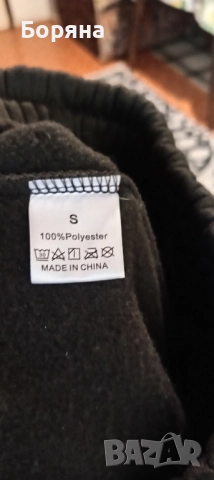 Боряна
S
100%Polyester
MADE IN CHINA
BAZAR